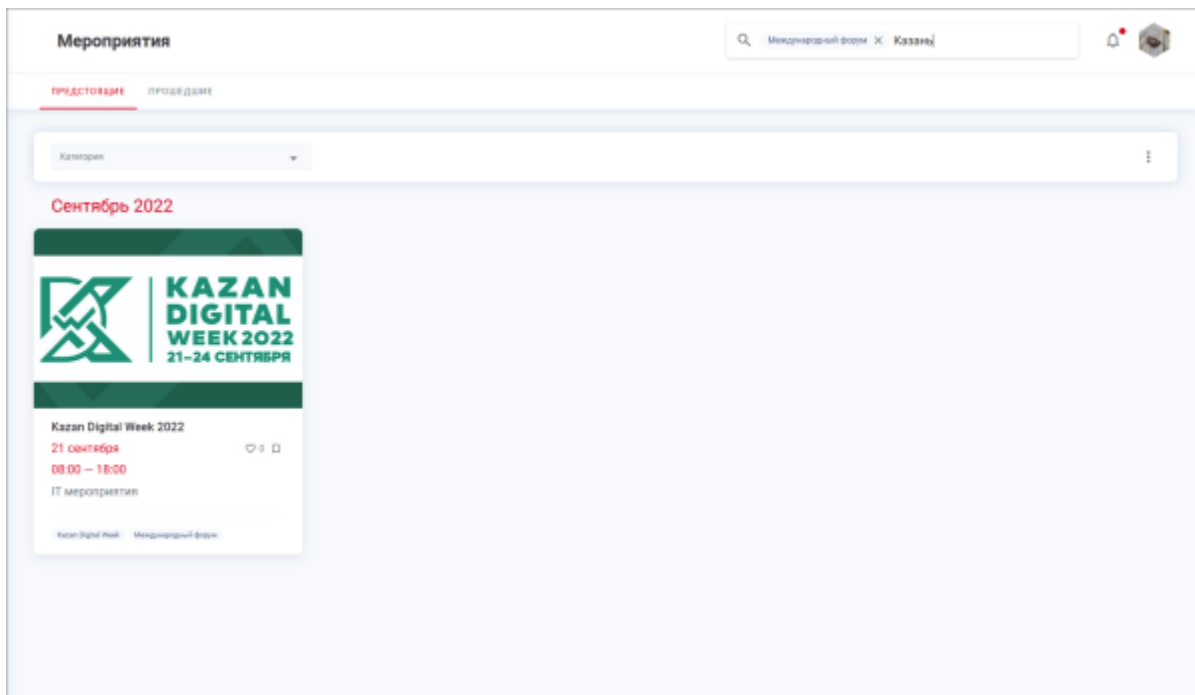 Мероприятия
Международный форум Казань
ПРЕДСТОЯЩИЕ ПРОШЕДШИЕ
Категория
Сентябрь 2022
KAZAN
DIGITAL
WEEK 2022
21–24 СЕНТЯБРЯ
Kazan Digital Week 2022
21 сентября 0
08:00 — 18:00
IT мероприятия
Kazan Digital Week Международный форум